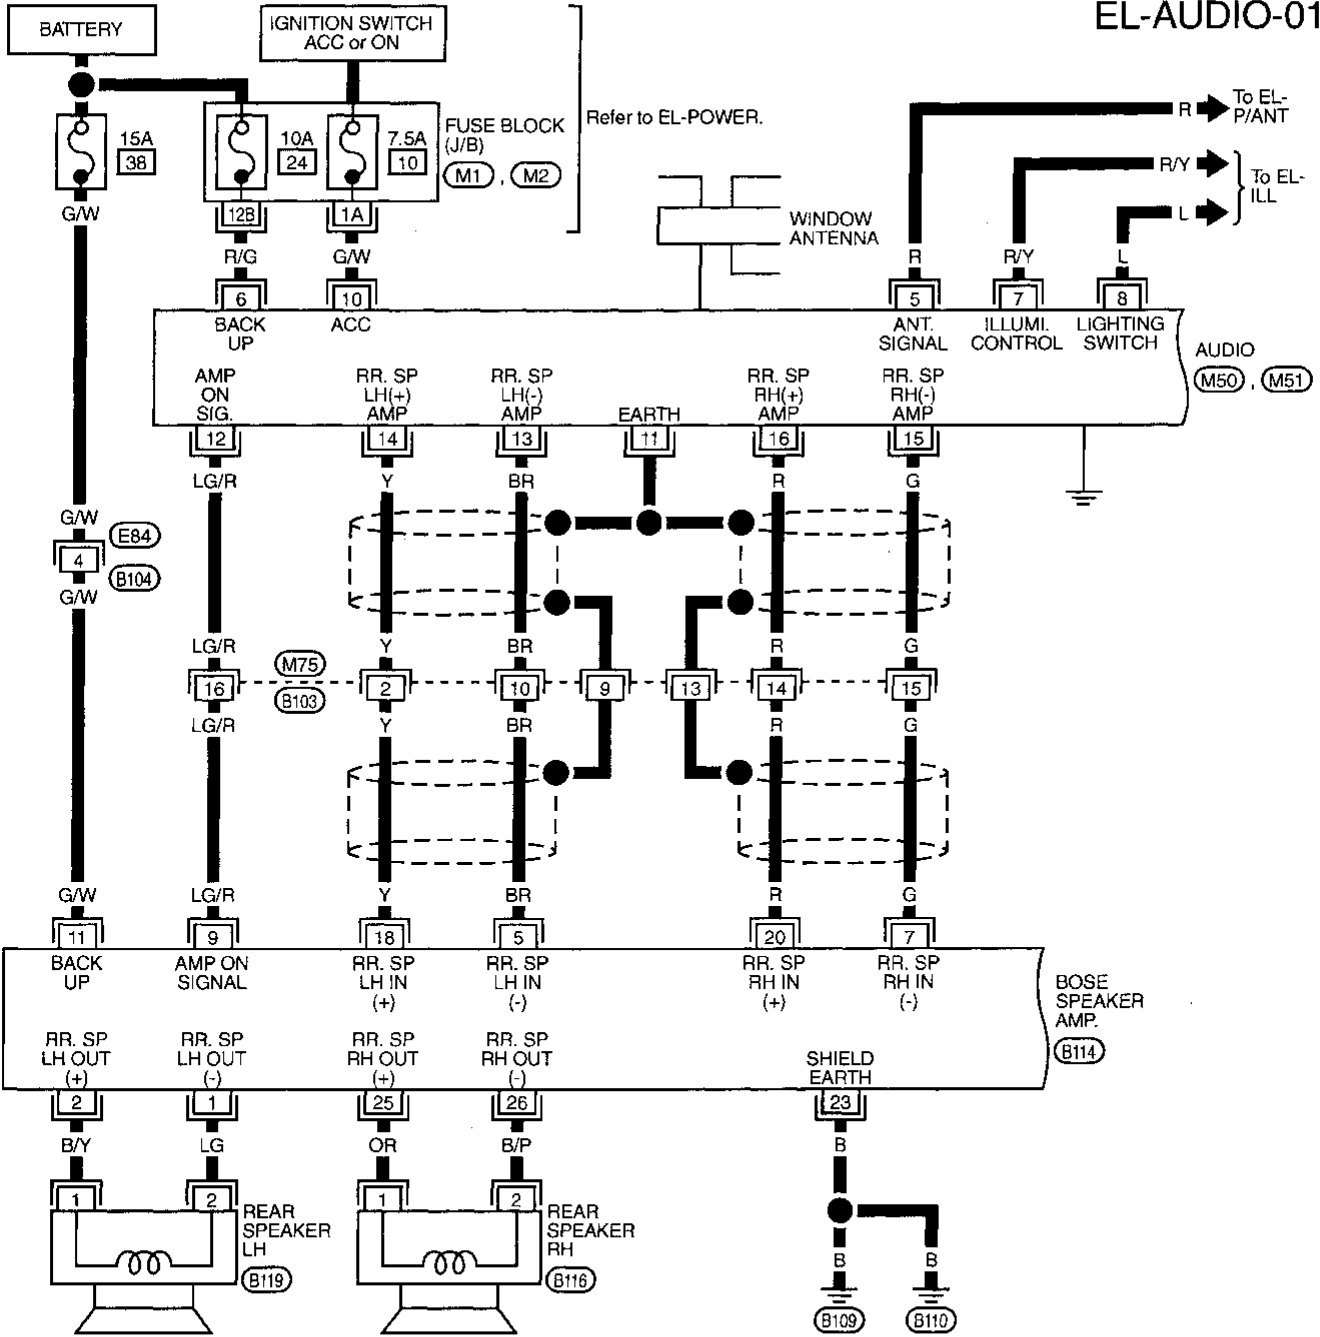 EL-AUDIO-01
BATTERY
IGNITION SWITCH
ACC or ON
Refer to EL-POWER.
15A
38
10A
24
7.5A
10
FUSE BLOCK
(J/B)
M1 , M2
R
To EL-
P/ANT
R/Y
L
To EL-
ILL
G/W
12B
1A
WINDOW
ANTENNA
R/G
G/W
R
R/Y
L
6
10
5
7
8
BACK
UP
ACC
ANT.
SIGNAL
ILLUMI.
CONTROL
LIGHTING
SWITCH
AUDIO
M50 , M51
AMP
ON
SIG.
RR. SP
LH(+)
AMP
RR. SP
LH(-)
AMP
EARTH
RR. SP
RH(+)
AMP
RR. SP
RH(-)
AMP
12
14
13
11
16
15
LG/R
Y
BR
R
G
G/W
E84
4
B104
G/W
LG/R
Y
BR
R
G
M75
16
2
10
9
13
14
15
B103
LG/R
Y
BR
R
G
G/W
LG/R
Y
BR
R
G
11
9
18
5
20
7
BACK
UP
AMP ON
SIGNAL
RR. SP
LH IN
(+)
RR. SP
LH IN
(-)
RR. SP
RH IN
(+)
RR. SP
RH IN
(-)
BOSE
SPEAKER
AMP.
B114
RR. SP
LH OUT
(+)
RR. SP
LH OUT
(-)
RR. SP
RH OUT
(+)
RR. SP
RH OUT
(-)
SHIELD
EARTH
2
1
25
26
23
B/Y
LG
OR
B/P
B
1
2
1
2
REAR
SPEAKER
LH
B119
REAR
SPEAKER
RH
B116
B
B
B109
B110